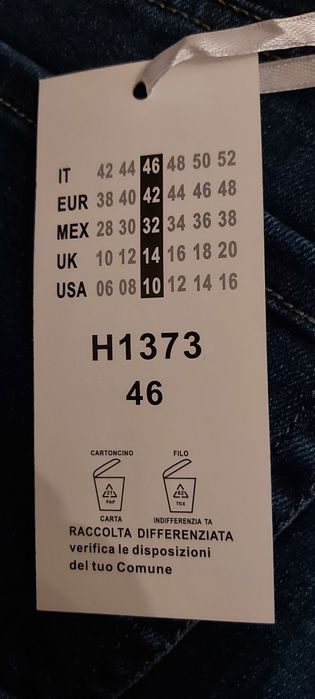 IT 42 44 46 48 50 52
EUR 38 40 42 44 46 48
MEX 28 30 32 34 36 38
UK 10 12 14 16 18 20
USA 06 08 10 12 14 16
H1373
46
CARTONCINO FILO
21 PAP 62 TEX
CARTA INDIFFERENZIA TA
RACCOLTA DIFFERENZIATA
verifica le disposizioni
del tuo Comune